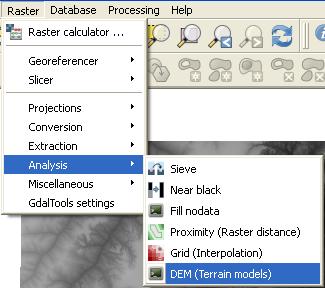 Raster Database Processing Help
Raster calculator ...
Georeferencer
Slicer
Projections
Conversion
Extraction
Analysis
Miscellaneous
GdalTools settings
Sieve
Near black
Fill nodata
Proximity (Raster distance)
Grid (Interpolation)
DEM (Terrain models)